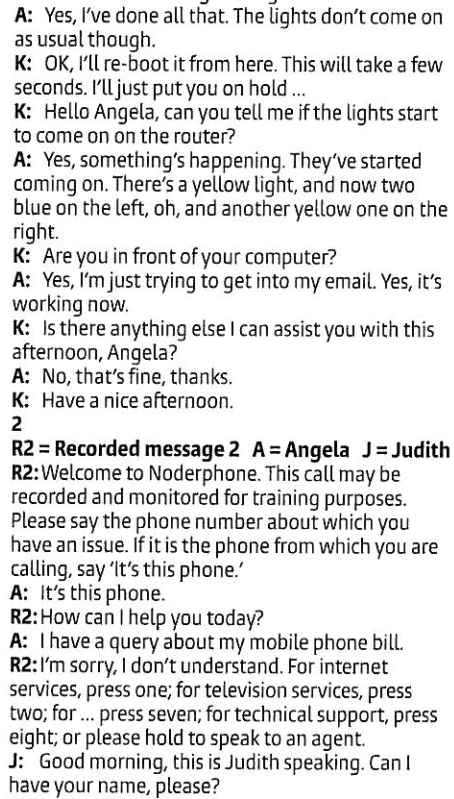 A: Yes, I've done all that. The lights don't come on
as usual though.
K: OK, I'll re-boot it from here. This will take a few
seconds. I'll just put you on hold ...
K: Hello Angela, can you tell me if the lights start
to come on on the router?
A: Yes, something's happening. They've started
coming on. There's a yellow light, and now two
blue on the left, oh, and another yellow one on the
right.
K: Are you in front of your computer?
A: Yes, I'm just trying to get into my email. Yes, it's
working now.
K: Is there anything else I can assist you with this
afternoon, Angela?
A: No, that's fine, thanks.
K: Have a nice afternoon.
2
R2 = Recorded message 2 A = Angela J = Judith
R2: Welcome to Noderphone. This call may be
recorded and monitored for training purposes.
Please say the phone number about which you
have an issue. If it is the phone from which you are
calling, say 'It's this phone.'
A: It's this phone.
R2: How can I help you today?
A: I have a query about my mobile phone bill.
R2: I'm sorry, I don't understand. For internet
services, press one; for television services, press
two; for ... press seven; for technical support, press
eight; or please hold to speak to an agent.
J: Good morning, this is Judith speaking. Can I
have your name, please?